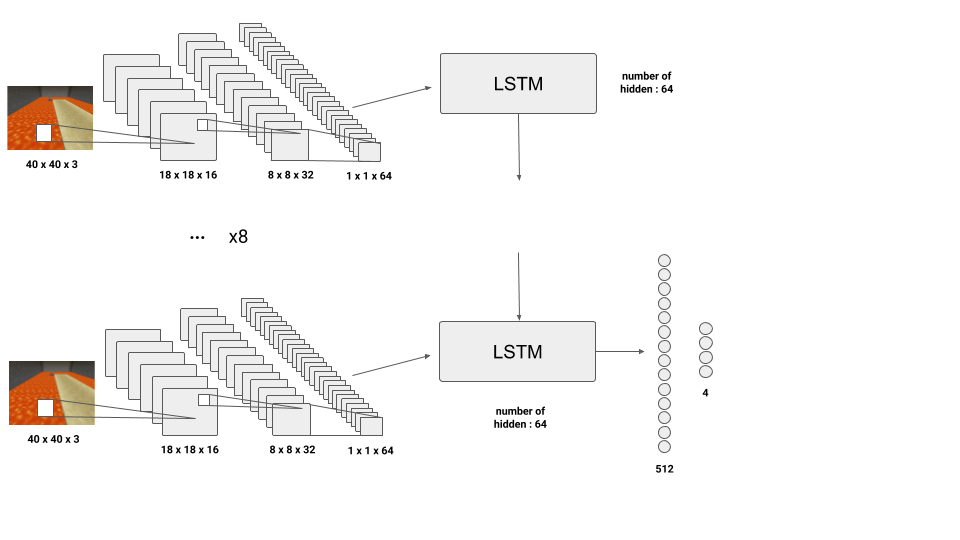 LSTM
number of
hidden : 64
40 x 40 x 3
18 x 18 x 16
8 x 8 x 32
1 x 1 x 64
... x8
LSTM
number of
hidden : 64
40 x 40 x 3
18 x 18 x 16
8 x 8 x 32
1 x 1 x 64
4
512